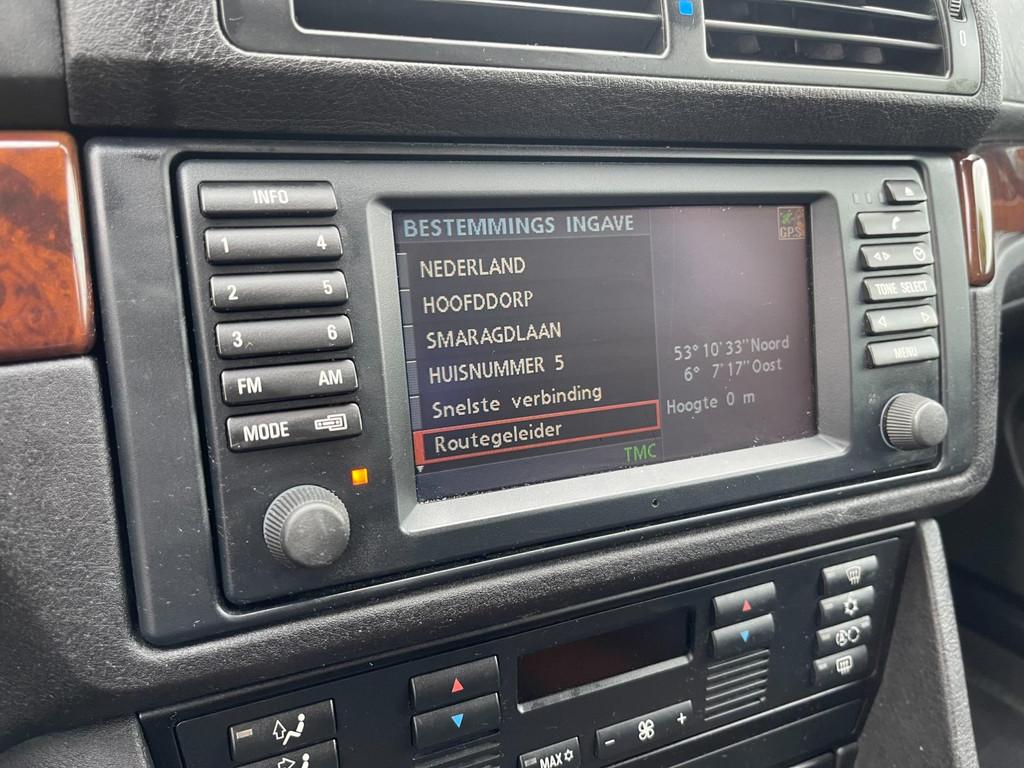 INFO
1 4
2 5
3 6
FM AM
MODE
BESTEMMINGS INGAVE
NEDERLAND
HOOFDDORP
SMARAGDLAAN
HUISNUMMER 5
Snelste verbinding
Routegeleider
TMC
GPS
53° 10'33"Noord
6° 7'17"Oost
Hoogte 0 m
TONE SELECT
MENU
0
- +
MAX